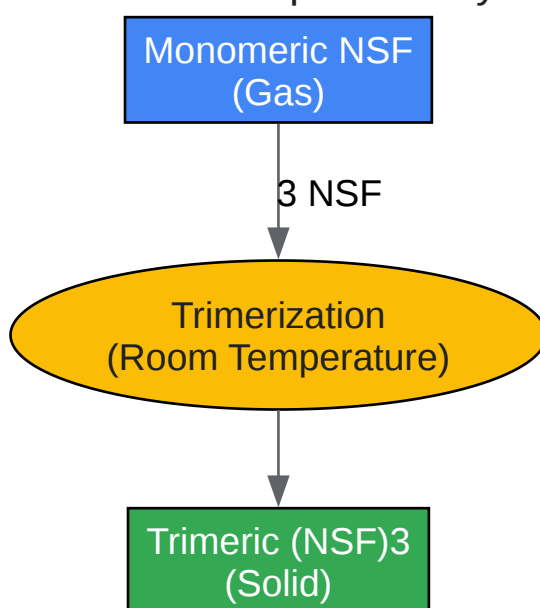 Monomeric NSF
(Gas)
3 NSF
Trimerization
(Room Temperature)
Trimeric (NSF)3
(Solid)